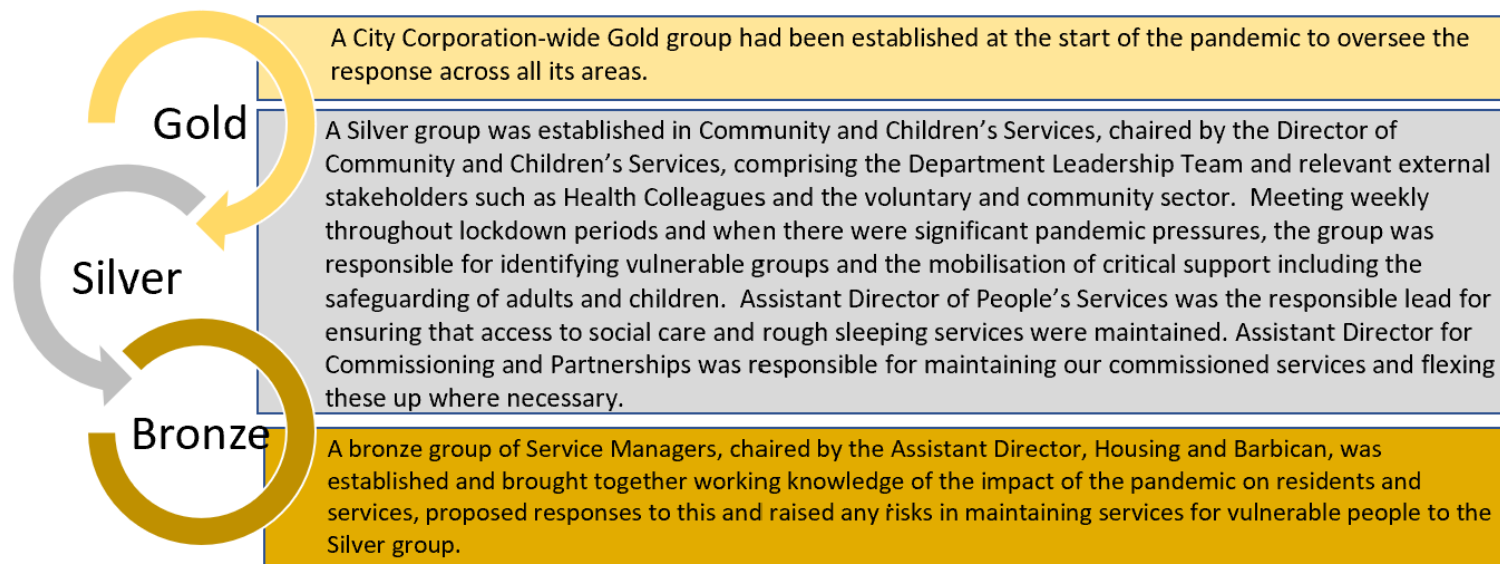 A City Corporation-wide Gold group had been established at the start of the pandemic to oversee the
response across all its areas.
Gold
A Silver group was established in Community and Children's Services, chaired by the Director of
Community and Children's Services, comprising the Department Leadership Team and relevant external
stakeholders such as Health Colleagues and the voluntary and community sector.  Meeting weekly
throughout lockdown periods and when there were significant pandemic pressures, the group was
responsible for identifying vulnerable groups and the mobilisation of critical support including the
safeguarding of adults and children.  Assistant Director of People's Services was the responsible lead for
ensuring that access to social care and rough sleeping services were maintained. Assistant Director for
Commissioning and Partnerships was responsible for maintaining our commissioned services and flexing
these up where necessary.
Silver
Bronze
A bronze group of Service Managers, chaired by the Assistant Director, Housing and Barbican, was
established and brought together working knowledge of the impact of the pandemic on residents and
services, proposed responses to this and raised any risks in maintaining services for vulnerable people to the
Silver group.